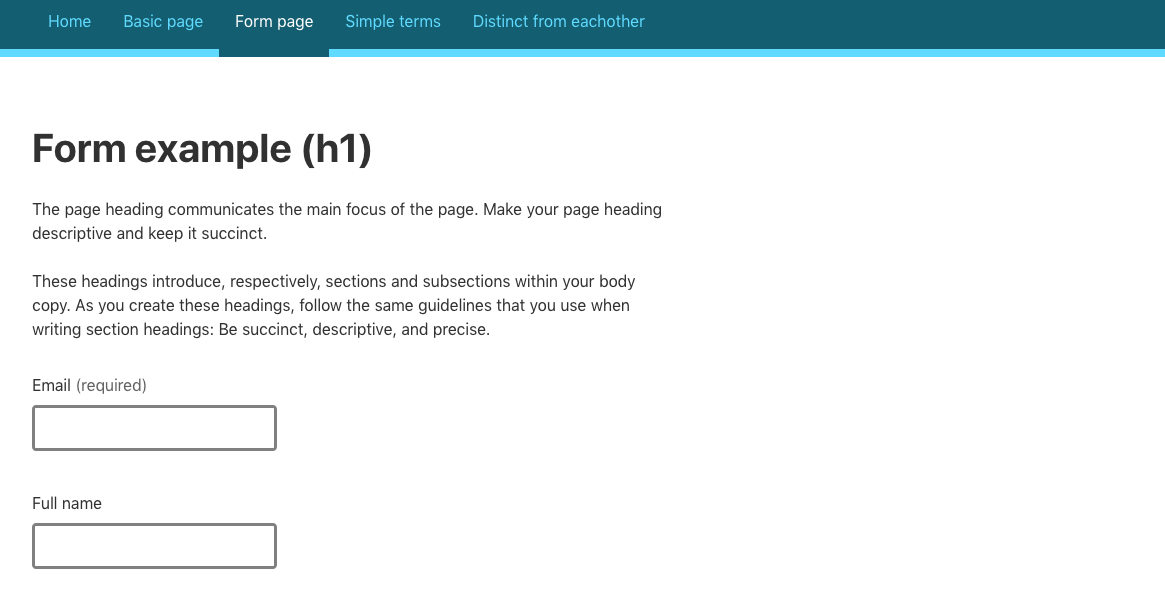 Home Basic page Form page Simple terms Distinct from eachother
Form example (h1)
The page heading communicates the main focus of the page. Make your page heading
descriptive and keep it succinct.
These headings introduce, respectively, sections and subsections within your body
copy. As you create these headings, follow the same guidelines that you use when
writing section headings: Be succinct, descriptive, and precise.
Email (required)
Full name